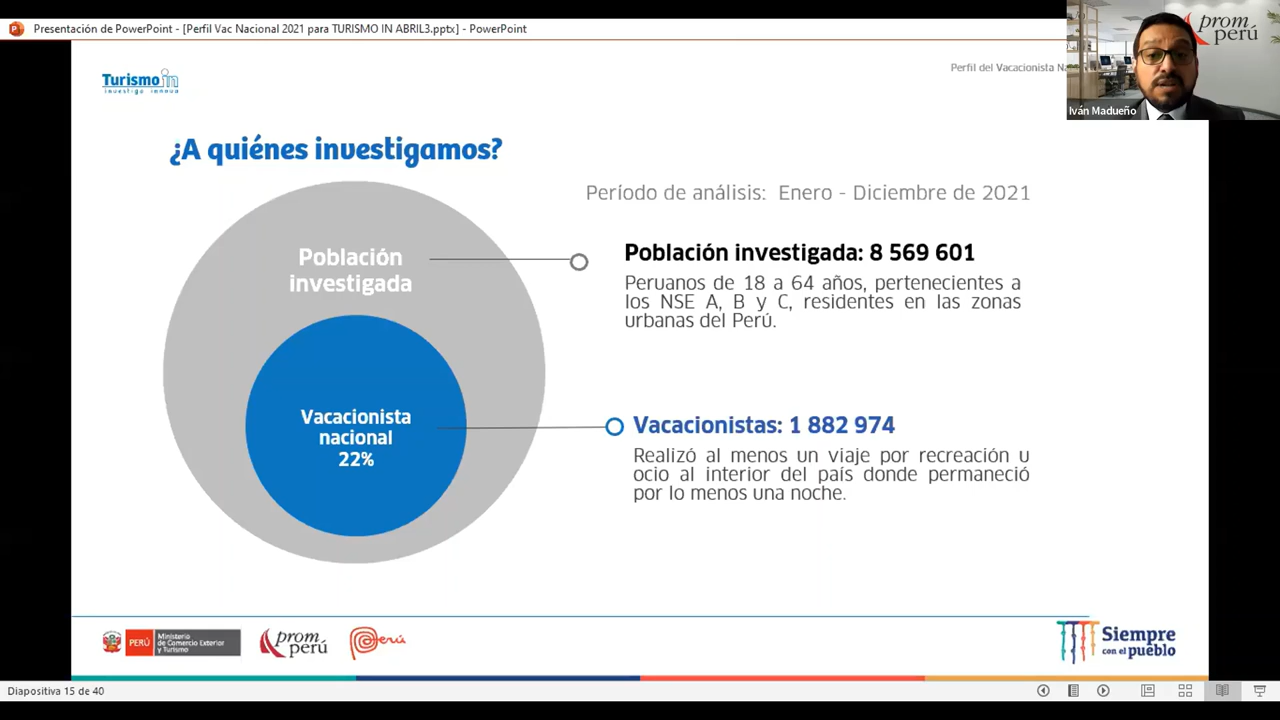 Presentación de PowerPoint - [Perfil Vac Nacional 2021 para TURISMO IN ABRIL3.pptx] - PowerPoint
prom
perú
Turismo in
investiga innova
Perfil del Vacacionista
Iván Madueño
¿A quiénes investigamos?
Período de análisis: Enero - Diciembre de 2021
Población
investigada
Población investigada: 8 569 601
Peruanos de 18 a 64 años, pertenecientes a
los NSE A, B y C, residentes en las zonas
urbanas del Perú.
Vacacionista
nacional
22%
Vacacionistas: 1 882 974
Realizó al menos un viaje por recreación u
ocio al interior del país donde permaneció
por lo menos una noche.
PERÚ
Ministerio
de Comercio Exterior
y Turismo
prom
perú
Perú
Siempre
con el pueblo
Diapositiva 15 de 40